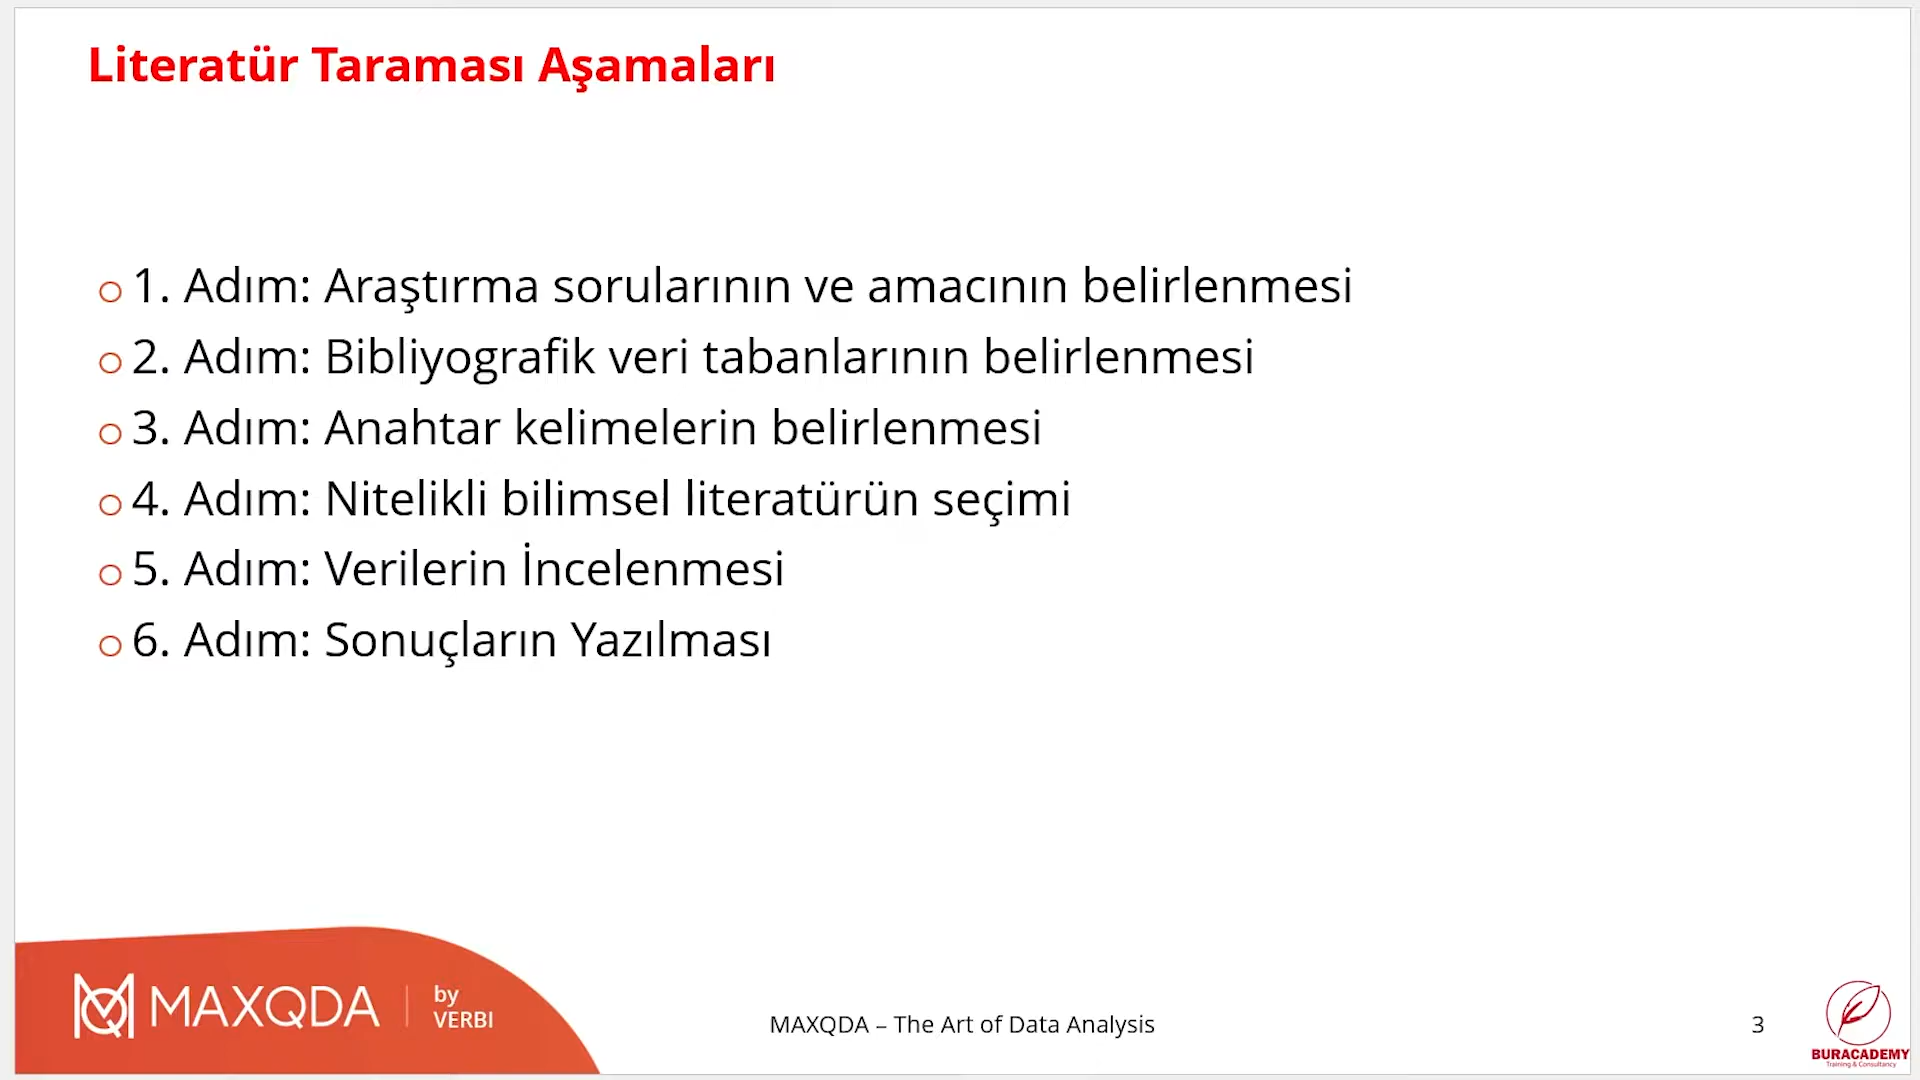 Literatür Taraması Aşamaları
1. Adım: Araştırma sorularının ve amacının belirlenmesi
2. Adım: Bibliyografik veri tabanlarının belirlenmesi
3. Adım: Anahtar kelimelerin belirlenmesi
4. Adım: Nitelikli bilimsel literatürün seçimi
5. Adım: Verilerin İncelenmesi
6. Adım: Sonuçların Yazılması
MAXQDA
by
VERBI
MAXQDA – The Art of Data Analysis
3
BURACADEMY
Training & Consultancy